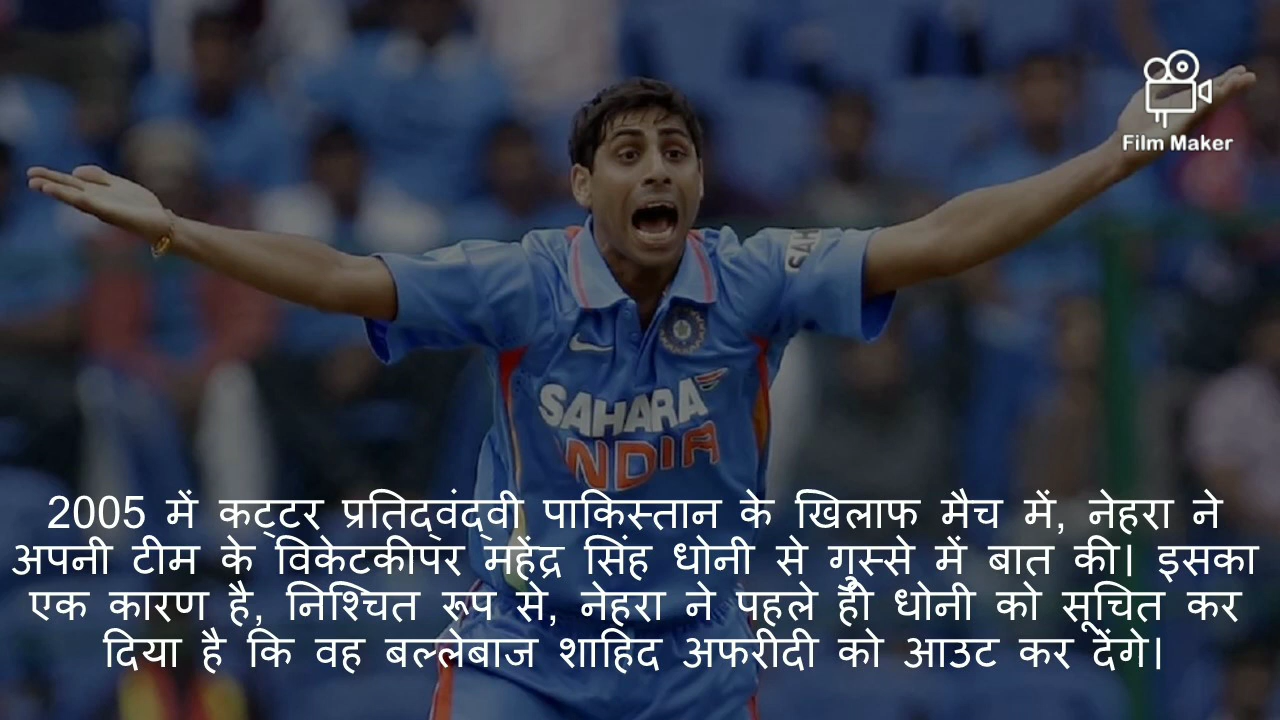 Film Maker
SAH
SAHARA
INDIA
2005 में कट्टर प्रतिद्वंद्वी पाकिस्तान के खिलाफ मैच में, नेहरा ने
अपनी टीम के विकेटकीपर महेंद्र सिंह धोनी से गुस्से में बात की। इसका
एक कारण है, निश्चित रूप से, नेहरा ने पहले ही धोनी को सूचित कर
दिया है कि वह बल्लेबाज शाहिद अफरीदी को आउट कर देंगे।